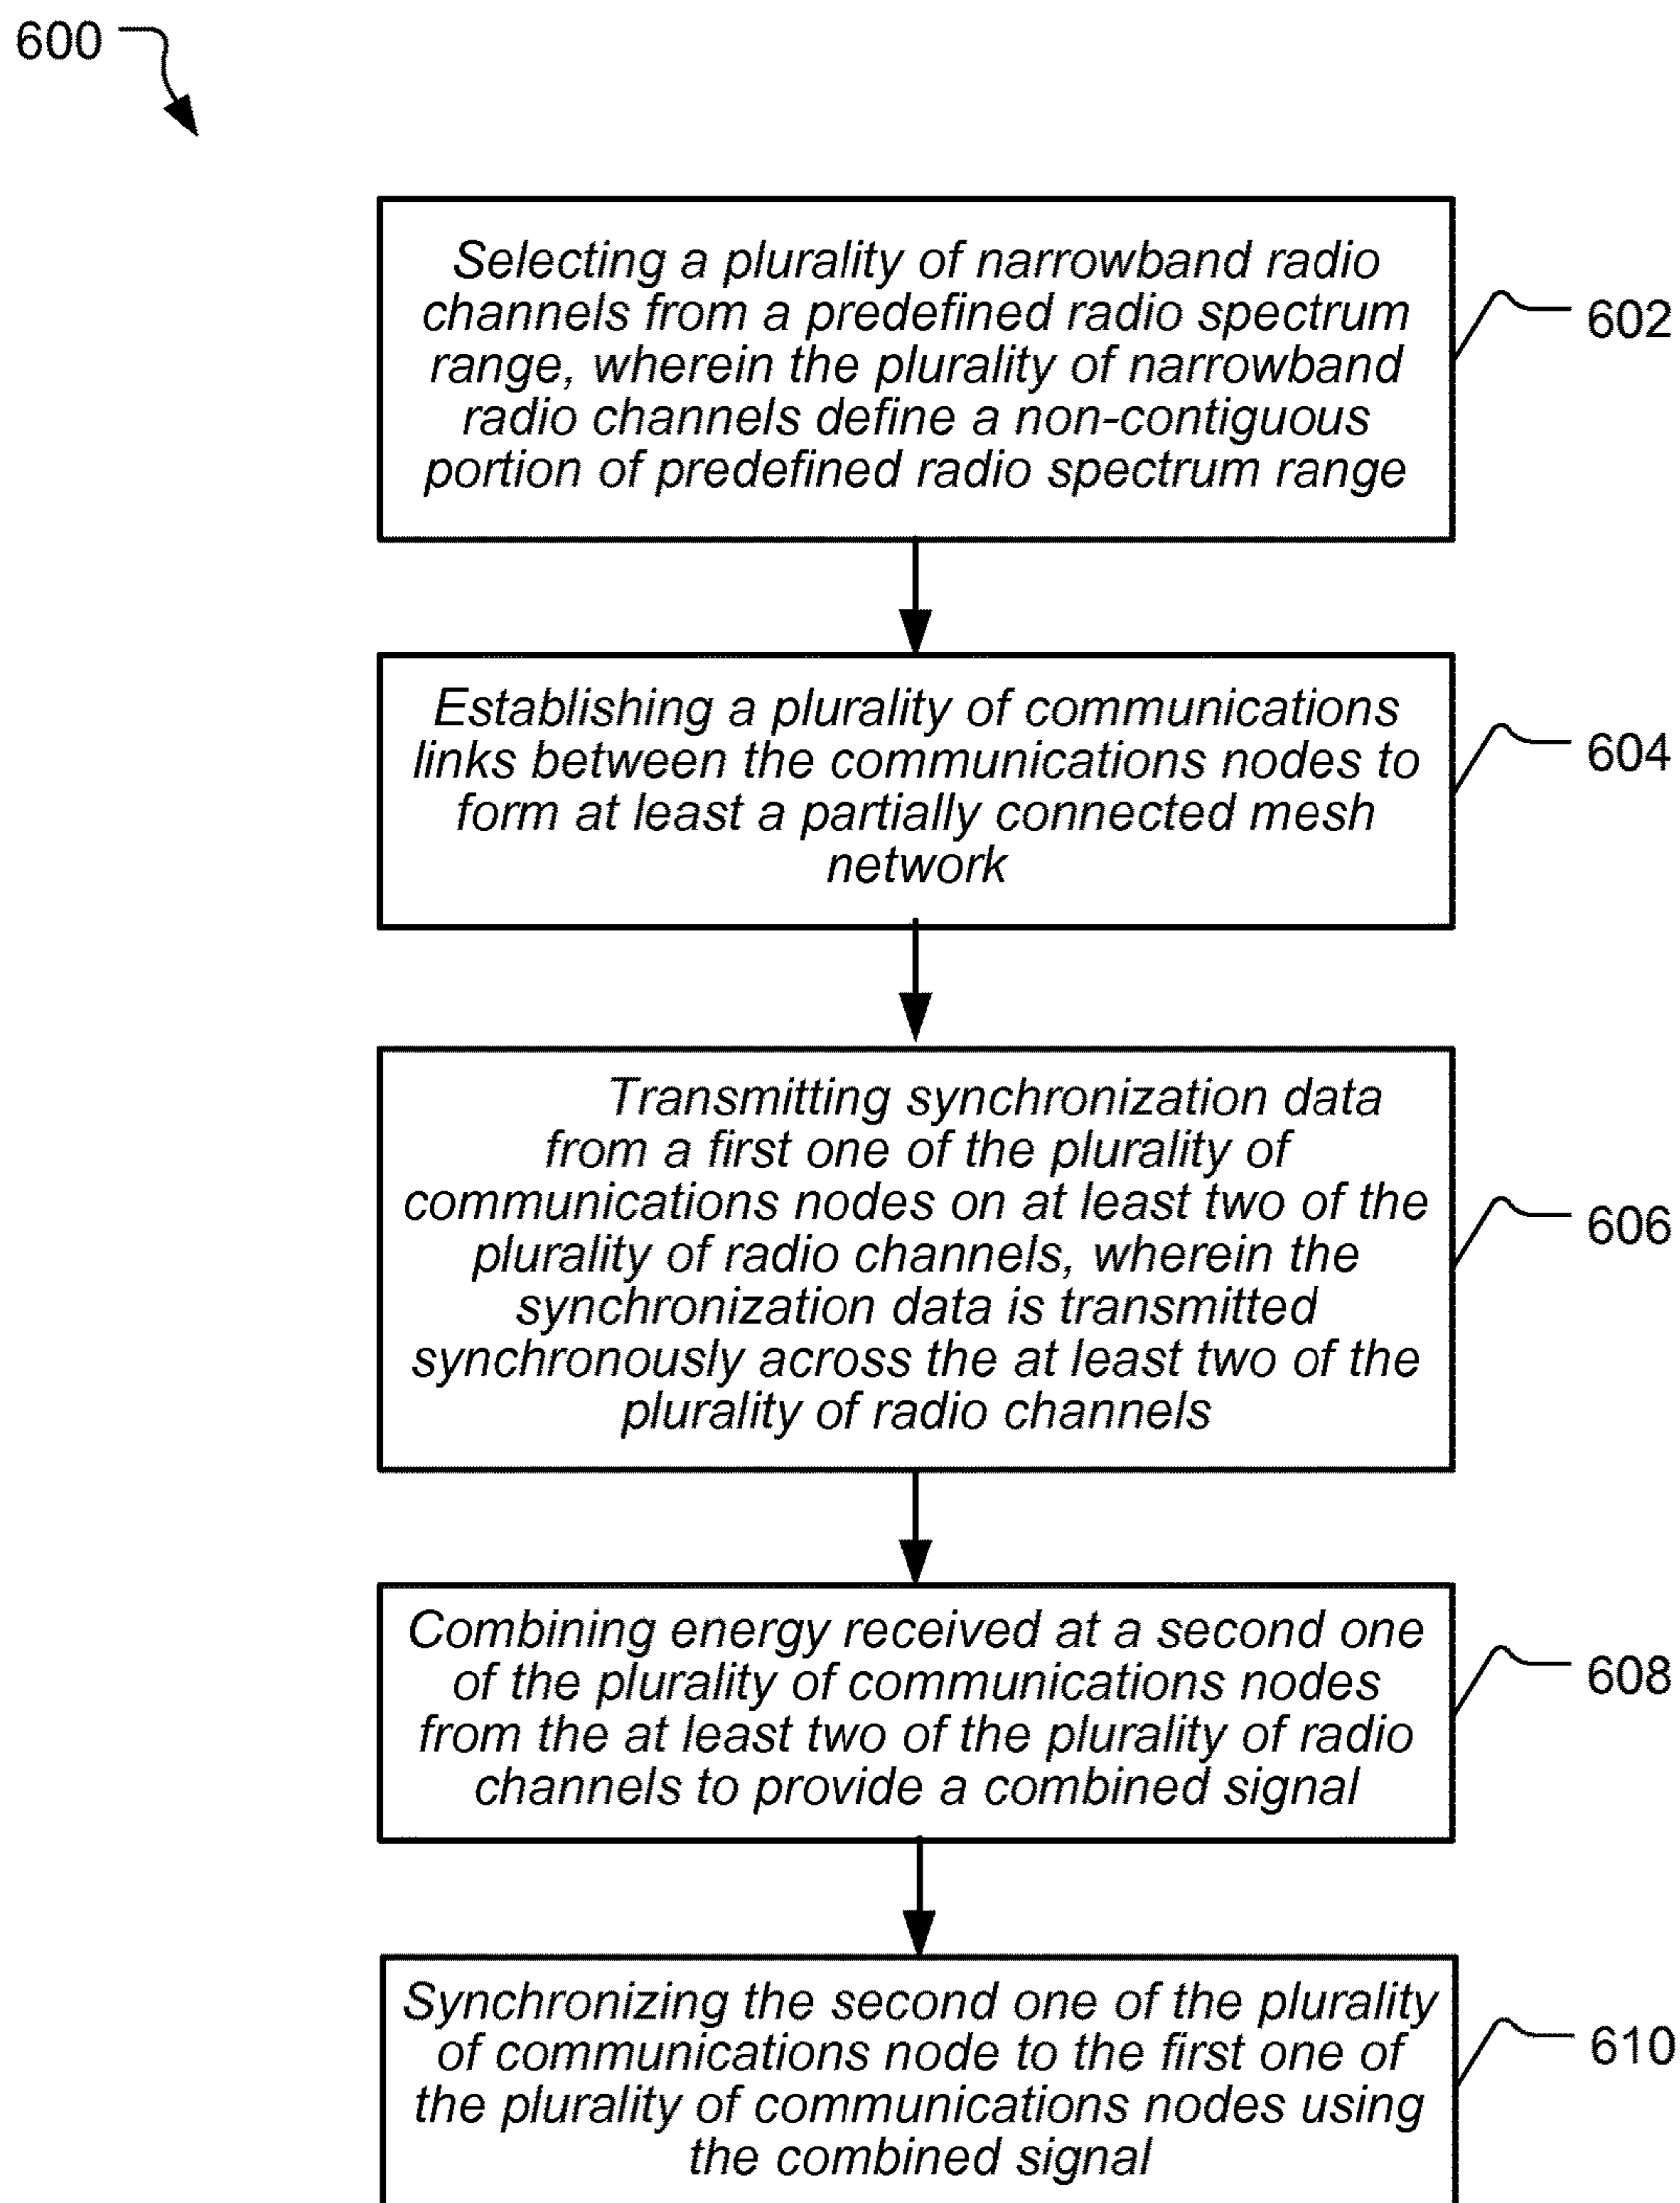 600
Selecting a plurality of narrowband radio
channels from a predefined radio spectrum
range, wherein the plurality of narrowband
radio channels define a non-contiguous
portion of predefined radio spectrum range
602
Establishing a plurality of communications
links between the communications nodes to
form at least a partially connected mesh
network
604
Transmitting synchronization data
from a first one of the plurality of
communications nodes on at least two of the
plurality of radio channels, wherein the
synchronization data is transmitted
synchronously across the at least two of the
plurality of radio channels
606
Combining energy received at a second one
of the plurality of communications nodes
from the at least two of the plurality of radio
channels to provide a combined signal
608
Synchronizing the second one of the plurality
of communications node to the first one of
the plurality of communications nodes using
the combined signal
610